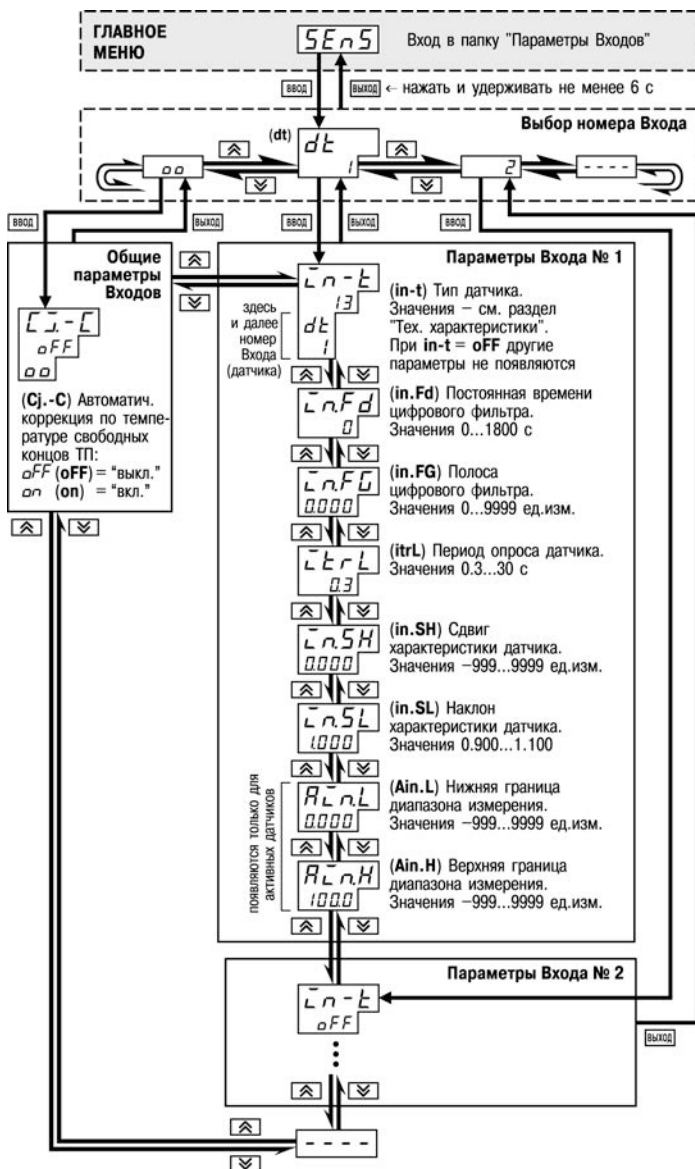 ГЛАВНОЕ
МЕНЮ
SEnS
Вход в папку "Параметры Входов"
ВВОД
ВЫХОД ← нажать и удерживать не менее 6 с
Выбор номера Входа
(dt)
dt
1
oo
2
----
ВВОД
ВЫХОД
ВВОД
ВЫХОД
ВВОД
Общие
параметры
Входов
Cj.-C
oFF
oo
(Cj.-C) Автоматич.
коррекция по темпе-
ратуре свободных
концов ТП:
oFF (oFF) = "выкл."
on (on) = "вкл."
Параметры Входа № 1
in-t
13
dt
1
здесь
и далее
номер
Входа
(датчика)
(in-t) Тип датчика.
Значения – см. раздел
"Тех. характеристики".
При in-t = oFF другие
параметры не появляются
in.Fd
0
(in.Fd) Постоянная времени
цифрового фильтра.
Значения 0...1800 с
in.FG
0.000
(in.FG) Полоса
цифрового фильтра.
Значения 0...9999 ед.изм.
itrL
0.3
(itrL) Период опроса датчика.
Значения 0.3...30 с
in.SH
0.000
(in.SH) Сдвиг
характеристики датчика.
Значения –999...9999 ед.изм.
in.SL
1.000
(in.SL) Наклон
характеристики датчика.
Значения 0.900...1.100
появляются только для
активных датчиков
Ain.L
0.000
(Ain.L) Нижняя граница
диапазона измерения.
Значения –999...9999 ед.изм.
Ain.H
100.0
(Ain.H) Верхняя граница
диапазона измерения.
Значения –999...9999 ед.изм.
Параметры Входа № 2
in-t
oFF
ВЫХОД
----